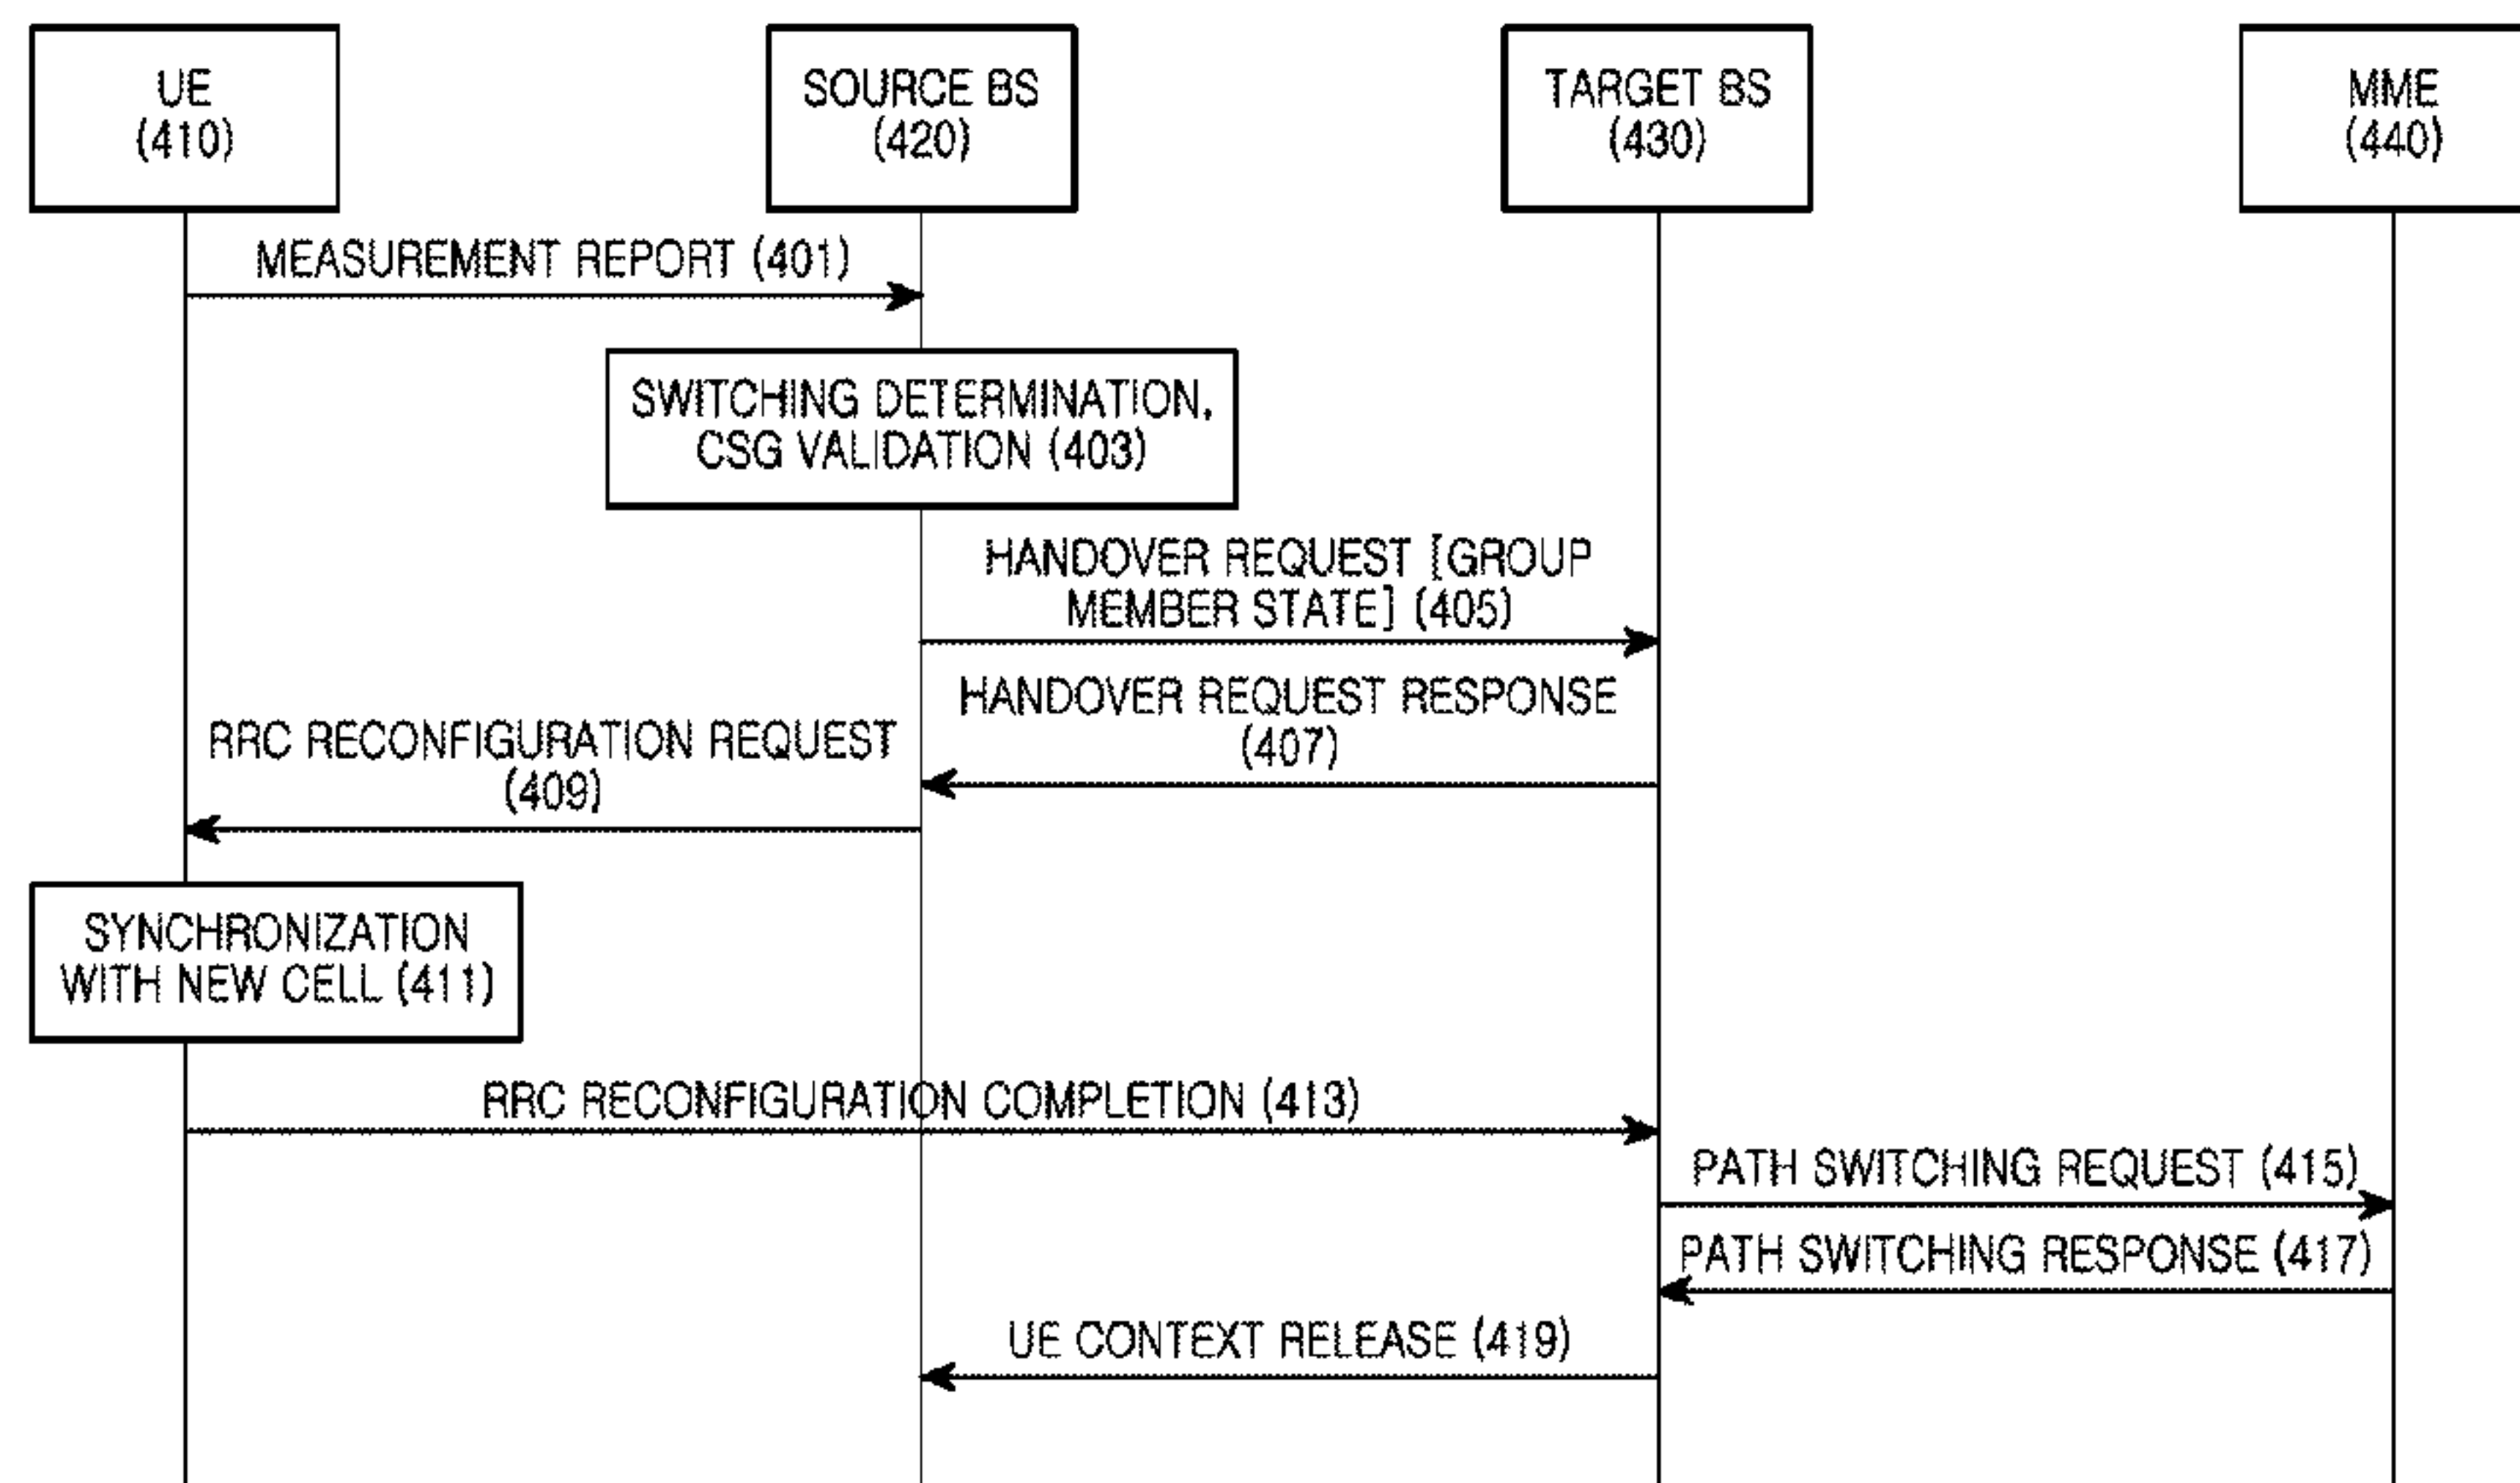 UE
(410)
SOURCE BS
(420)
TARGET BS
(430)
MME
(440)
MEASUREMENT REPORT (401)
SWITCHING DETERMINATION,
CSG VALIDATION (403)
HANDOVER REQUEST [GROUP
MEMBER STATE] (405)
HANDOVER REQUEST RESPONSE
(407)
RRC RECONFIGURATION REQUEST
(409)
SYNCHRONIZATION
WITH NEW CELL (411)
RRC RECONFIGURATION COMPLETION (413)
PATH SWITCHING REQUEST (415)
PATH SWITCHING RESPONSE (417)
UE CONTEXT RELEASE (419)